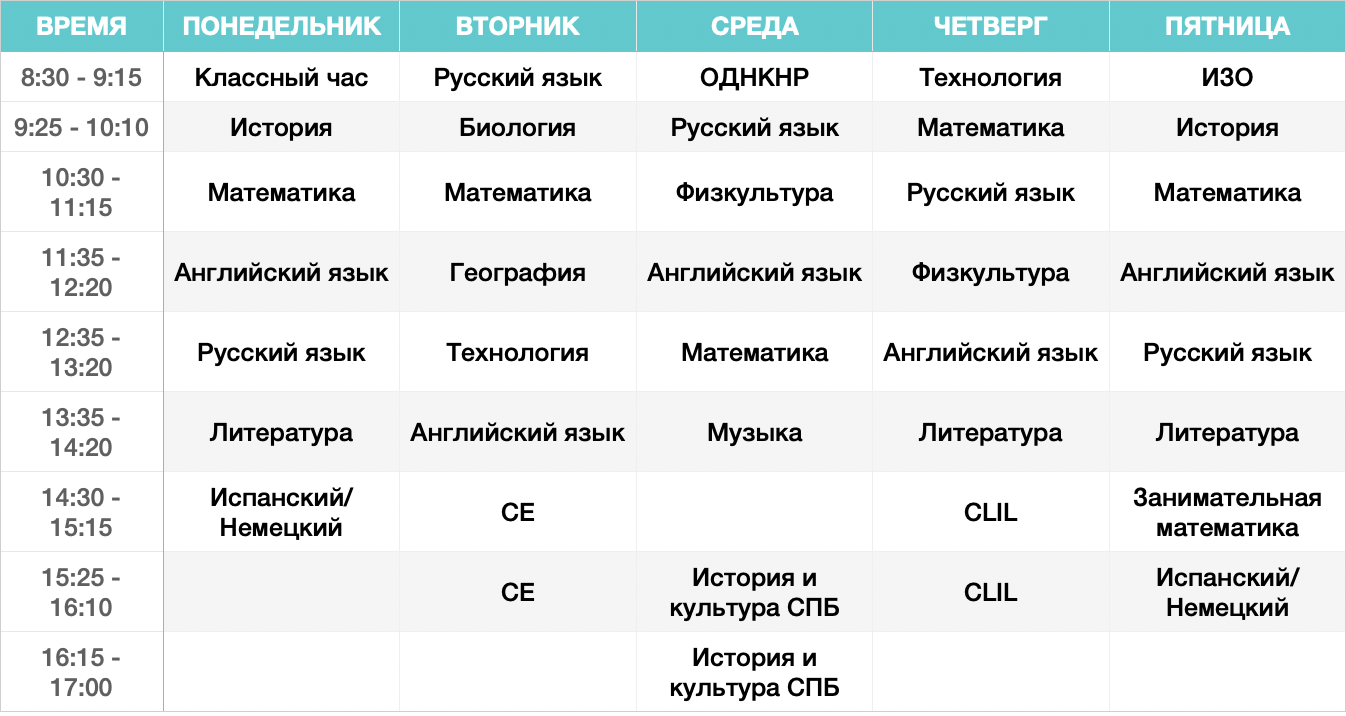 ВРЕМЯ ПОНЕДЕЛЬНИК ВТОРНИК СРЕДА ЧЕТВЕРГ ПЯТНИЦА
8:30 - 9:15 Классный час Русский язык ОДНКНР Технология ИЗО
9:25 - 10:10 История Биология Русский язык Математика История
10:30 -
11:15 Математика Математика Физкультура Русский язык Математика
11:35 -
12:20 Английский язык География Английский язык Физкультура Английский язык
12:35 -
13:20 Русский язык Технология Математика Английский язык Русский язык
13:35 -
14:20 Литература Английский язык Музыка Литература Литература
14:30 -
15:15 Испанский/
Немецкий CE CLIL Занимательная
математика
15:25 -
16:10 CE История и
культура СПБ CLIL Испанский/
Немецкий
16:15 -
17:00 История и
культура СПБ